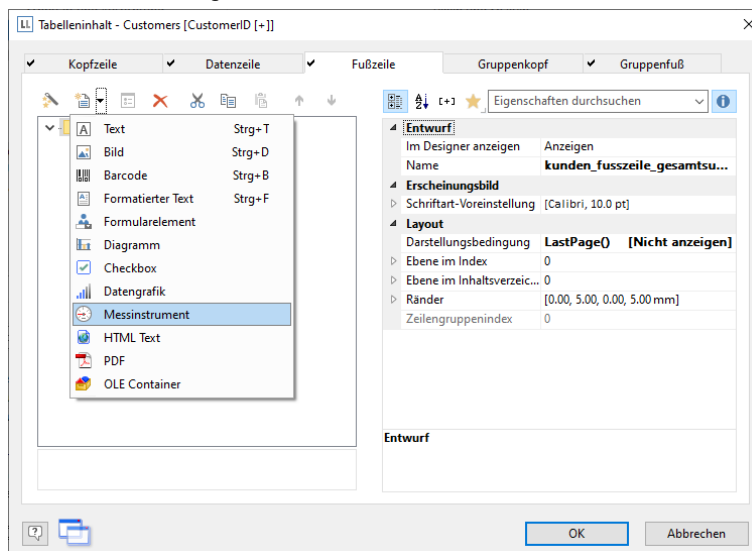 LL Tabelleninhalt - Customers [CustomerID [+]]
Kopfzeile Datenzeile Fußzeile Gruppenkopf Gruppenfuß
[+] Eigenschaften durchsuchen
A Text Strg+T
Bild Strg+D
Barcode Strg+B
Formatierter Text Strg+F
Formularelement
Diagramm
Checkbox
Datengrafik
Messinstrument
HTML Text
PDF
OLE Container
Entwurf
Im Designer anzeigen Anzeigen
Name kunden_fusszeile_gesamtsu...
Erscheinungsbild
Schriftart-Voreinstellung [Calibri, 10.0 pt]
Layout
Darstellungsbedingung LastPage() [Nicht anzeigen]
Ebene im Index 0
Ebene im Inhaltsverzeic... 0
Ränder [0.00, 5.00, 0.00, 5.00 mm]
Zeilengruppenindex 0
Entwurf
OK Abbrechen